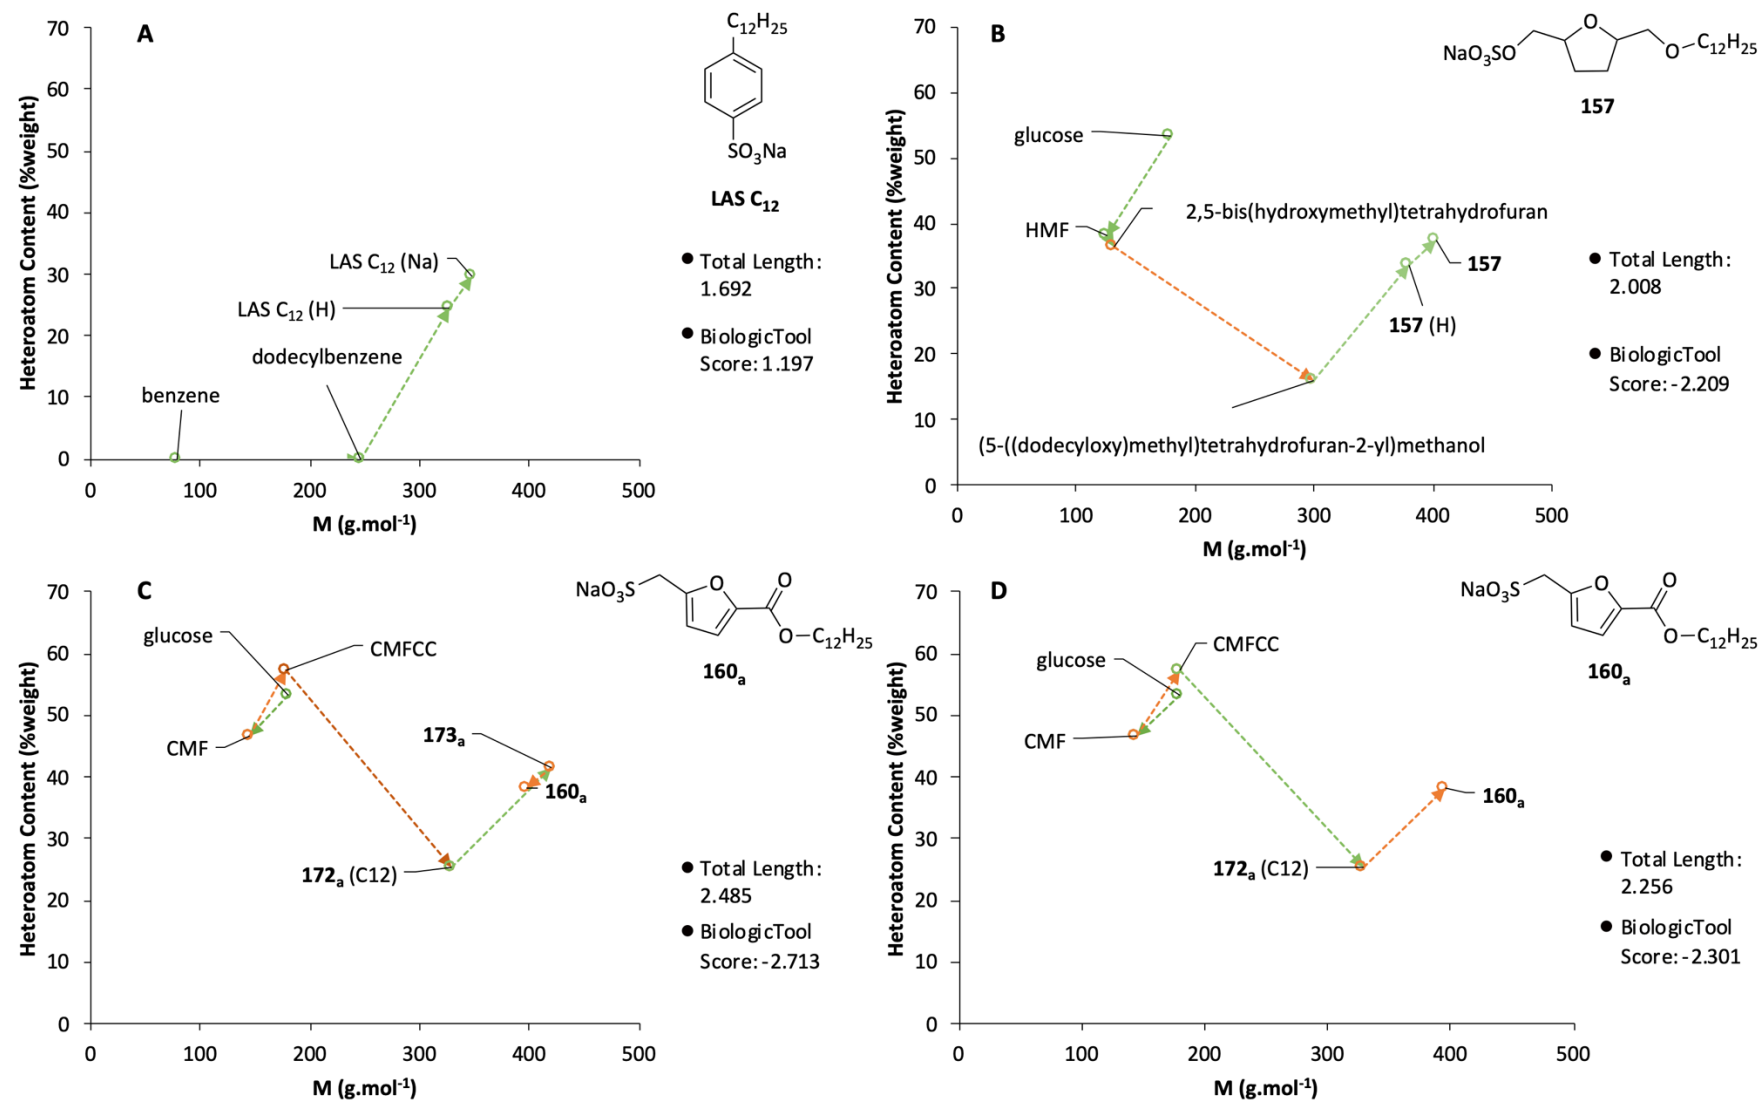 A
Heteroatom Content (%weight)
70
60
50
40
30
20
10
0
0 100 200 300 400 500
M (g.mol⁻¹)
benzene
dodecylbenzene
LAS C₁₂ (H)
LAS C₁₂ (Na)
C₁₂H₂₅
SO₃Na
LAS C₁₂
● Total Length:
1.692
● BiologicTool
Score: 1.197
B
Heteroatom Content (%weight)
70
60
50
40
30
20
10
0
0 100 200 300 400 500
M (g.mol⁻¹)
glucose
HMF
2,5-bis(hydroxymethyl)tetrahydrofuran
(5-((dodecyloxy)methyl)tetrahydrofuran-2-yl)methanol
157 (H)
157
NaO₃SO
O
O
C₁₂H₂₅
157
● Total Length:
2.008
● BiologicTool
Score: -2.209
C
Heteroatom Content (%weight)
70
60
50
40
30
20
10
0
0 100 200 300 400 500
M (g.mol⁻¹)
glucose
CMFCC
CMF
172ₐ (C12)
173ₐ
160ₐ
NaO₃S
O
O
O
C₁₂H₂₅
160ₐ
● Total Length:
2.485
● BiologicTool
Score: -2.713
D
Heteroatom Content (%weight)
70
60
50
40
30
20
10
0
0 100 200 300 400 500
M (g.mol⁻¹)
glucose
CMFCC
CMF
172ₐ (C12)
160ₐ
NaO₃S
O
O
O
C₁₂H₂₅
160ₐ
● Total Length:
2.256
● BiologicTool
Score: -2.301